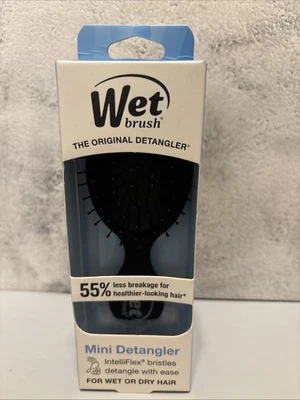 Wet
brush®
THE ORIGINAL DETANGLER®
55% less breakage for
healthier-looking hair*
Mini Detangler
IntelliFlex® bristles
detangle with ease
FOR WET OR DRY HAIR